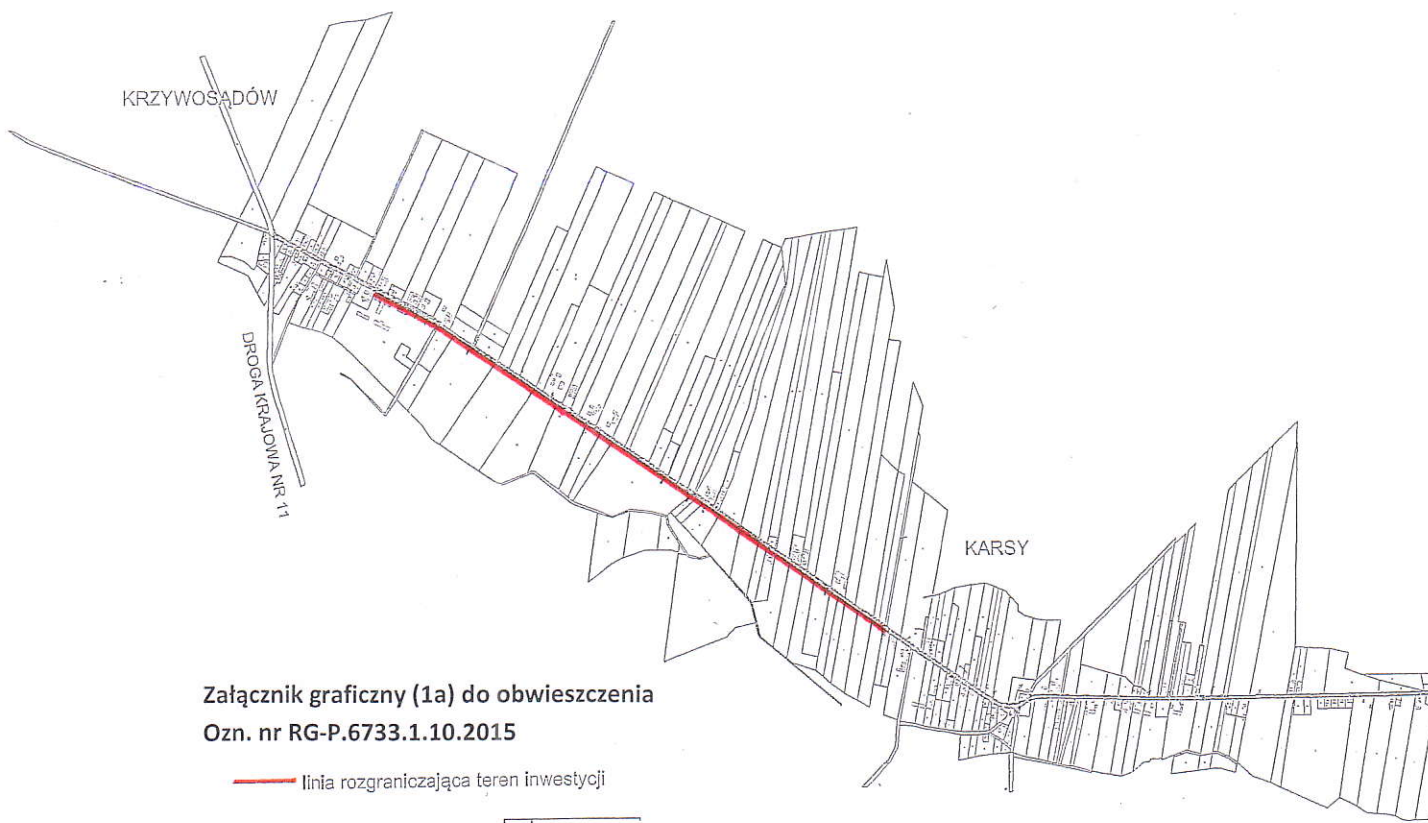 KRZYWOSĄDÓW
DROGA KRAJOWA NR 11
KARSY
Załącznik graficzny (1a) do obwieszczenia
Ozn. nr RG-P.6733.1.10.2015
linia rozgraniczająca teren inwestycji